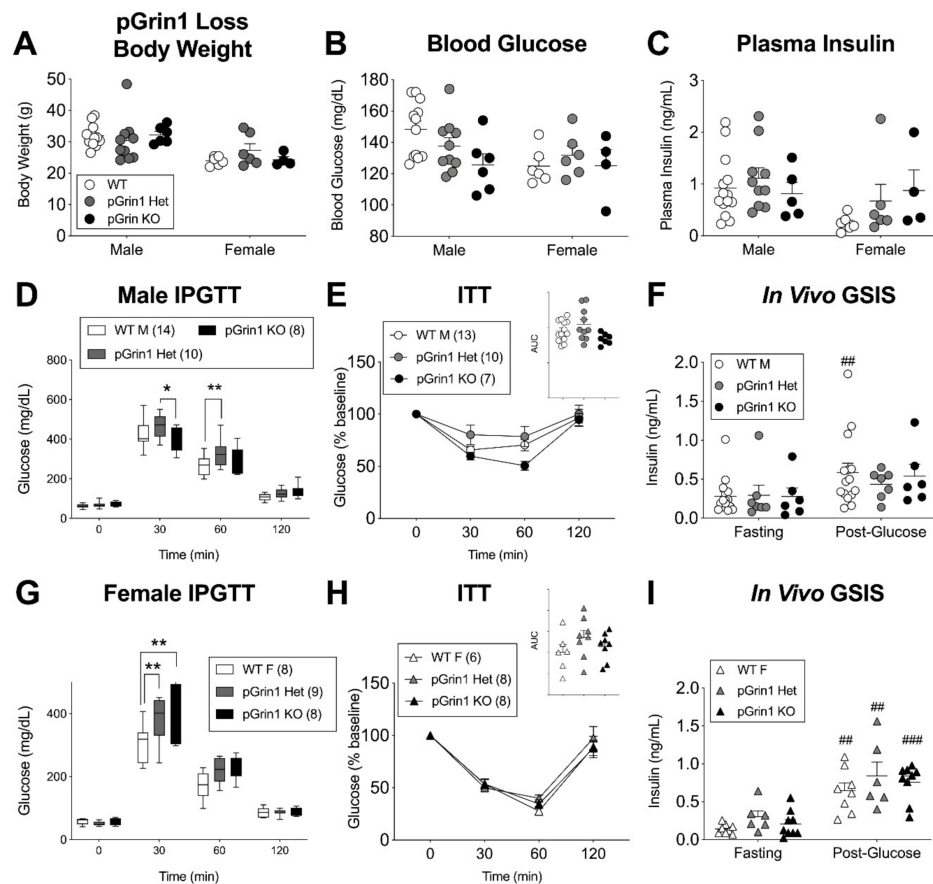 A
pGrin1 Loss
Body Weight
Body Weight (g)
50
40
30
20
10
0
WT
pGrin1 Het
pGrin KO
Male
Female
B
Blood Glucose
Blood Glucose (mg/dL)
180
160
140
120
100
80
Male
Female
C
Plasma Insulin
Plasma Insulin (ng/mL)
3
2
1
0
Male
Female
D
Male IPGTT
WT M (14)
pGrin1 KO (8)
pGrin1 Het (10)
Glucose (mg/dL)
600
400
200
0
*
**
0
30
60
120
Time (min)
E
ITT
AUC
WT M (13)
pGrin1 Het (10)
pGrin1 KO (7)
Glucose (% baseline)
150
100
50
0
0
30
60
120
Time (min)
F
In Vivo GSIS
WT M
pGrin1 Het
pGrin1 KO
##
Insulin (ng/mL)
2.0
1.5
1.0
0.5
0.0
Fasting
Post-Glucose
G
Female IPGTT
**
**
WT F (8)
pGrin1 Het (9)
pGrin1 KO (8)
Glucose (mg/dL)
400
200
0
0
30
60
120
Time (min)
H
ITT
AUC
WT F (6)
pGrin1 Het (8)
pGrin1 KO (8)
Glucose (% baseline)
150
100
50
0
0
30
60
120
Time (min)
I
In Vivo GSIS
WT F
pGrin1 Het
pGrin1 KO
##
##
###
Insulin (ng/mL)
2.0
1.5
1.0
0.5
0.0
Fasting
Post-Glucose